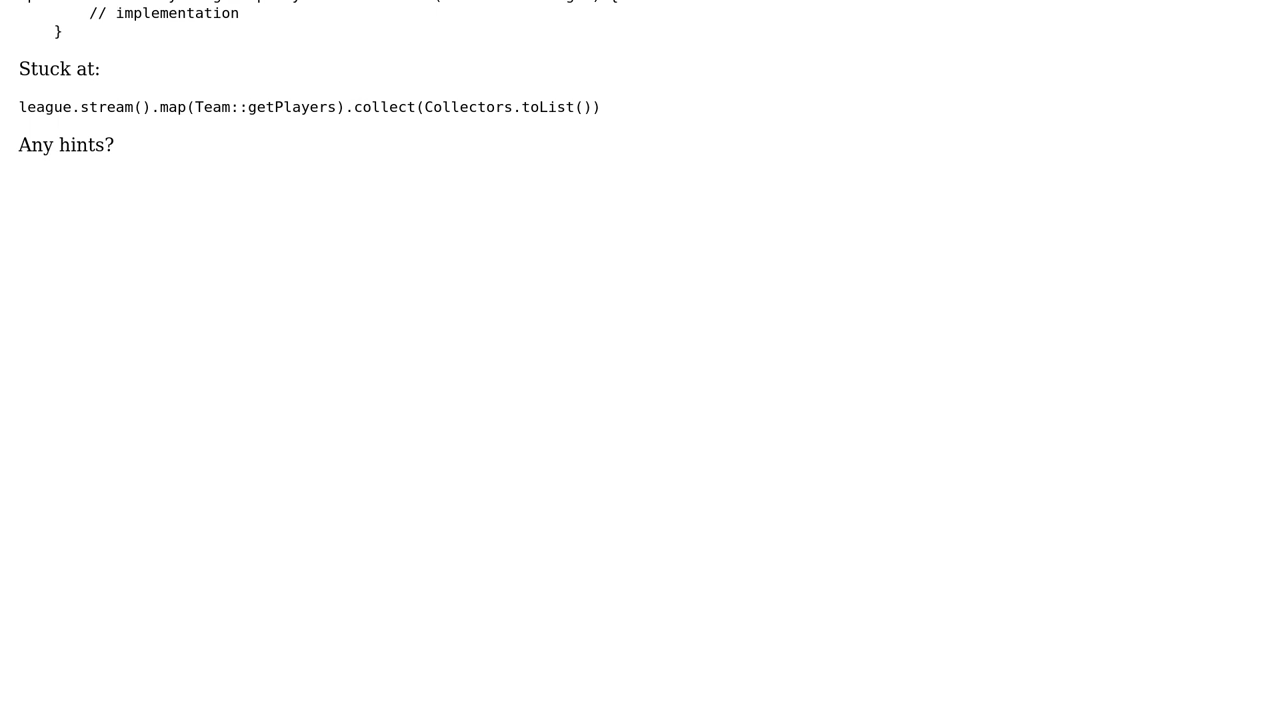 // implementation
}
Stuck at:
league.stream().map(Team::getPlayers).collect(Collectors.toList())
Any hints?